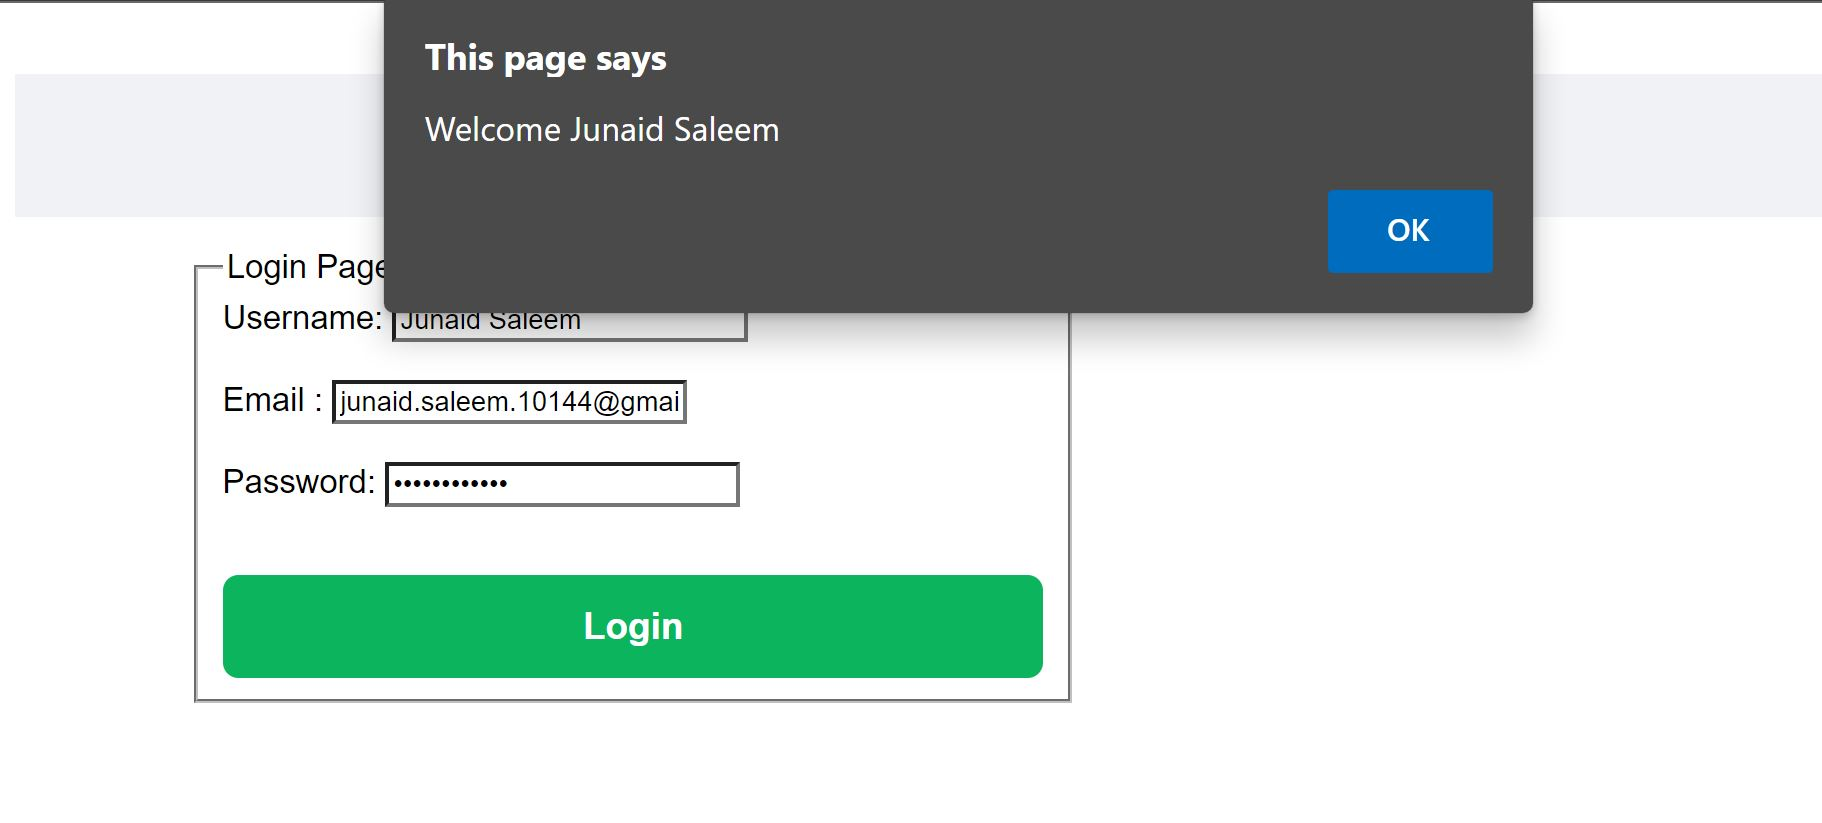 This page says
Welcome Junaid Saleem
OK
Login Page
Username: Junaid Saleem
Email : junaid.saleem.10144@gmai
Password: ••••••••••••
Login